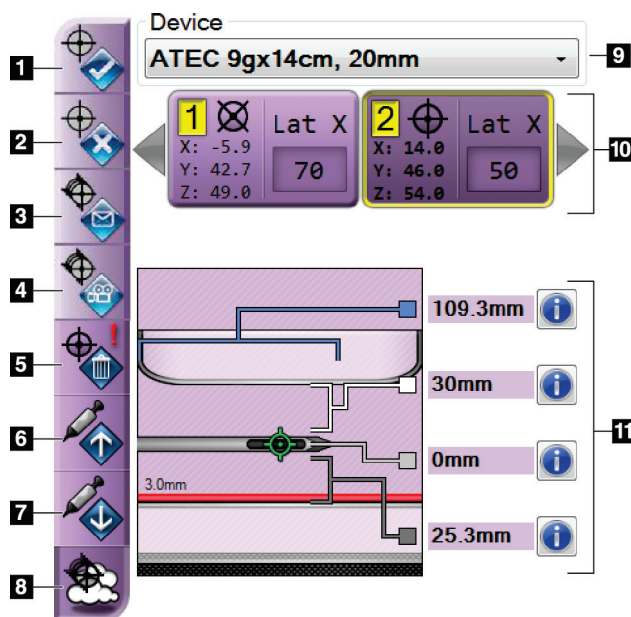 Device
1
ATEC 9gx14cm, 20mm
9
2
1
Lat X
X: -5.9
Y: 42.7
Z: 49.0
70
2
Lat X
X: 14.0
Y: 46.0
Z: 54.0
50
10
3
4
109.3mm
5
!
30mm
6
0mm
11
7
3.0mm
25.3mm
8